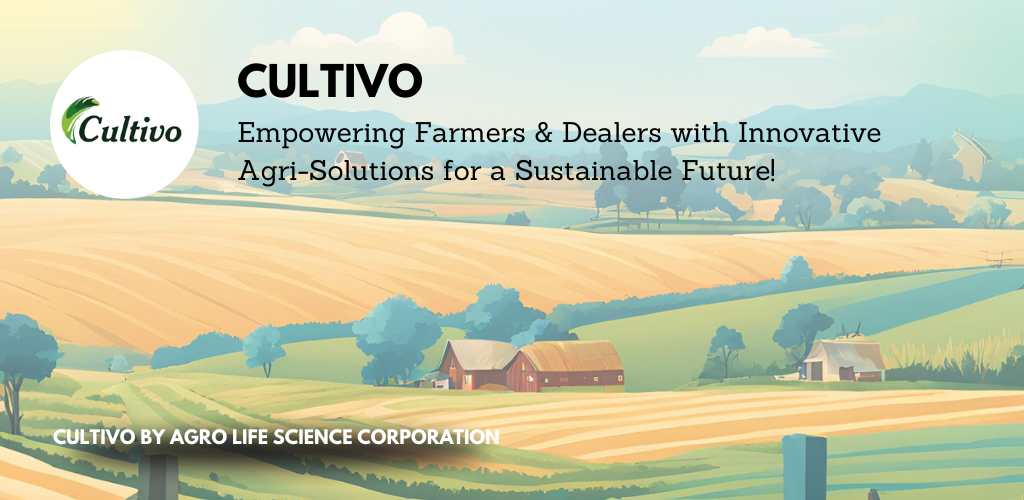 CULTIVO
Cultivo
Empowering Farmers & Dealers with Innovative
Agri-Solutions for a Sustainable Future!
CULTIVO BY AGRO LIFE SCIENCE CORPORATION